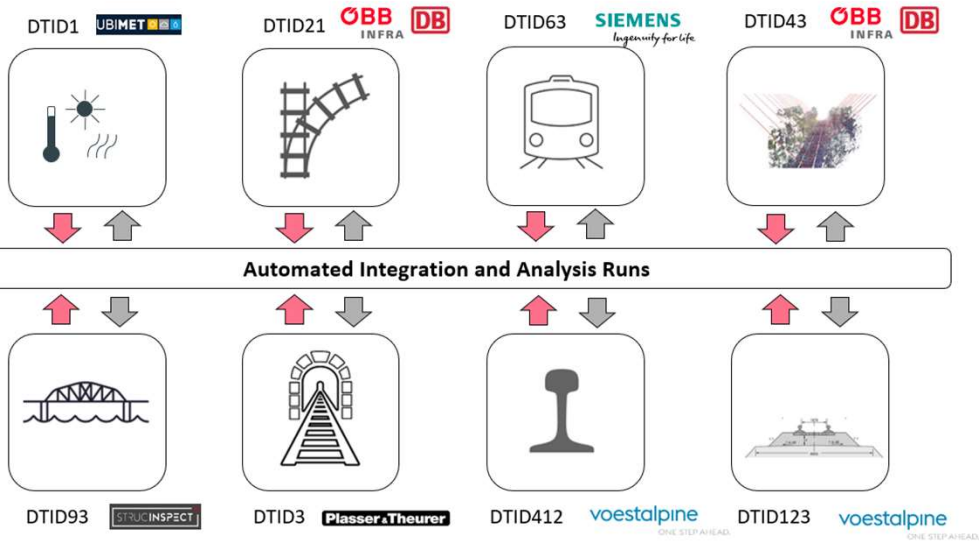 DTID1 UBIMET
DTID21 ÖBB INFRA DB
DTID63 SIEMENS
Ingenuity for life
DTID43 ÖBB INFRA DB
Automated Integration and Analysis Runs
DTID93 STRUCINSPECT
DTID3 Plasser&Theurer
DTID412 voestalpine
ONE STEP AHEAD.
DTID123 voestalpine
ONE STEP AHEAD.